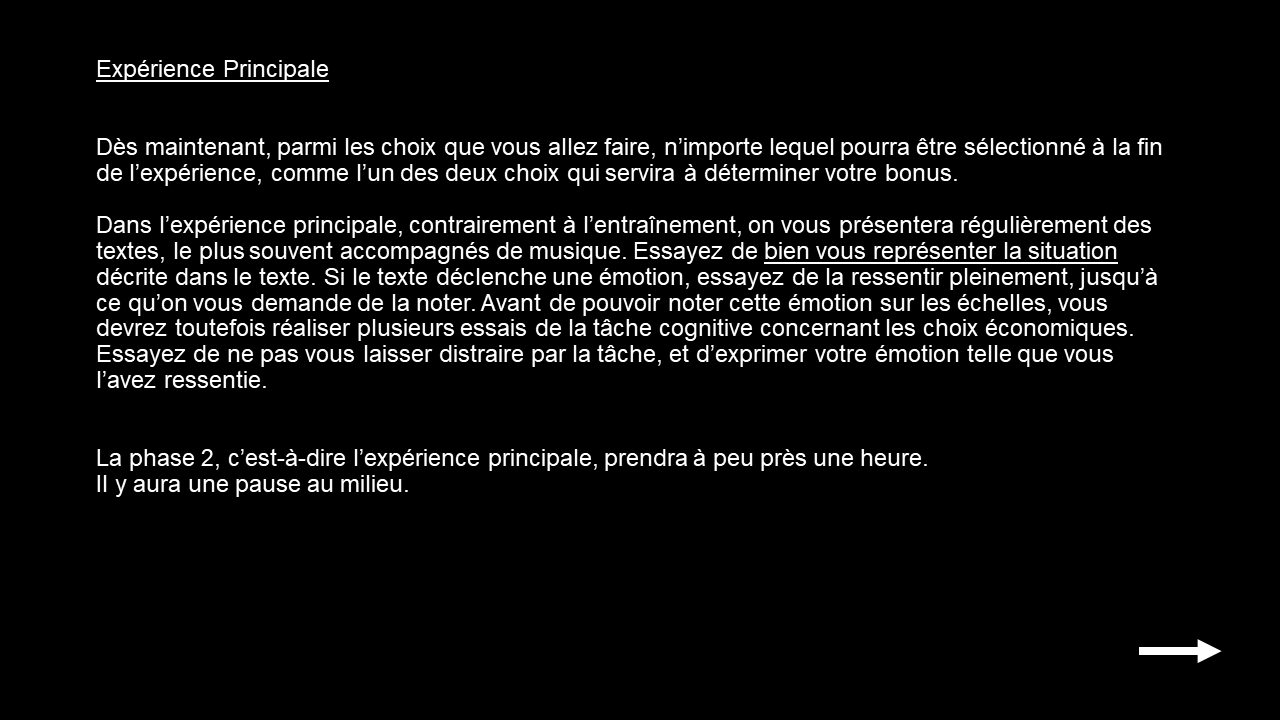 Expérience Principale
Dès maintenant, parmi les choix que vous allez faire, n’importe lequel pourra être sélectionné à la fin
de l’expérience, comme l’un des deux choix qui servira à déterminer votre bonus.
Dans l’expérience principale, contrairement à l’entraînement, on vous présentera régulièrement des
textes, le plus souvent accompagnés de musique. Essayez de bien vous représenter la situation
décrite dans le texte. Si le texte déclenche une émotion, essayez de la ressentir pleinement, jusqu’à
ce qu’on vous demande de la noter. Avant de pouvoir noter cette émotion sur les échelles, vous
devrez toutefois réaliser plusieurs essais de la tâche cognitive concernant les choix économiques.
Essayez de ne pas vous laisser distraire par la tâche, et d’exprimer votre émotion telle que vous
l’avez ressentie.
La phase 2, c’est-à-dire l’expérience principale, prendra à peu près une heure.
Il y aura une pause au milieu.